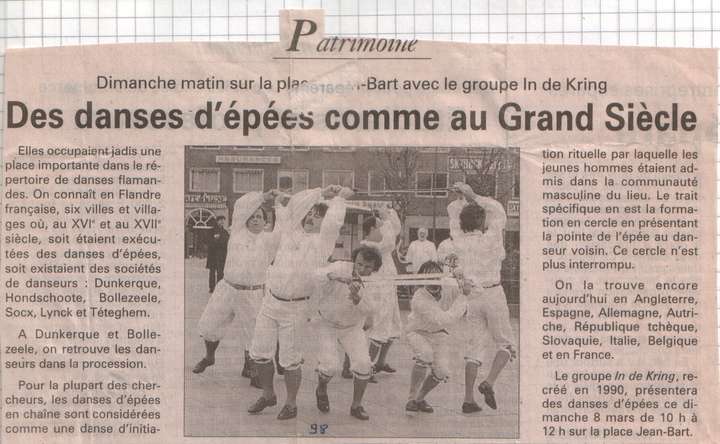 Patrimoine
Dimanche matin sur la place -Bart avec le groupe In de Kring
Des danses d'épées comme au Grand Siècle
Elles occupaient jadis une
place importante dans le ré-
pertoire de danses flaman-
des. On connaît en Flandre
française, six villes et villa-
ges où, au XVIe et au XVIIe
siècle, soit étaient exécu-
tées des danses d'épées,
soit existaient des sociétés
de danseurs : Dunkerque,
Hondschoote, Bollezeele,
Socx, Lynck et Téteghem.
A Dunkerque et Bolle-
zeele, on retrouve les dan-
seurs dans la procession.
Pour la plupart des cher-
cheurs, les danses d'épées
en chaîne sont considérées
comme une danse d'initia-
tion rituelle par laquelle les
jeunes hommes étaient ad-
mis dans la communauté
masculine du lieu. Le trait
spécifique en est la forma-
tion en cercle en présentant
la pointe de l'épée au dan-
seur voisin. Ce cercle n'est
plus interrompu.
On la trouve encore
aujourd'hui en Angleterre,
Espagne, Allemagne, Autri-
che, République tchèque,
Slovaquie, Italie, Belgique
et en France.
Le groupe In de Kring, re-
créé en 1990, présentera
des danses d'épées ce di-
manche 8 mars de 10 h à
12 h sur la place Jean-Bart.
98